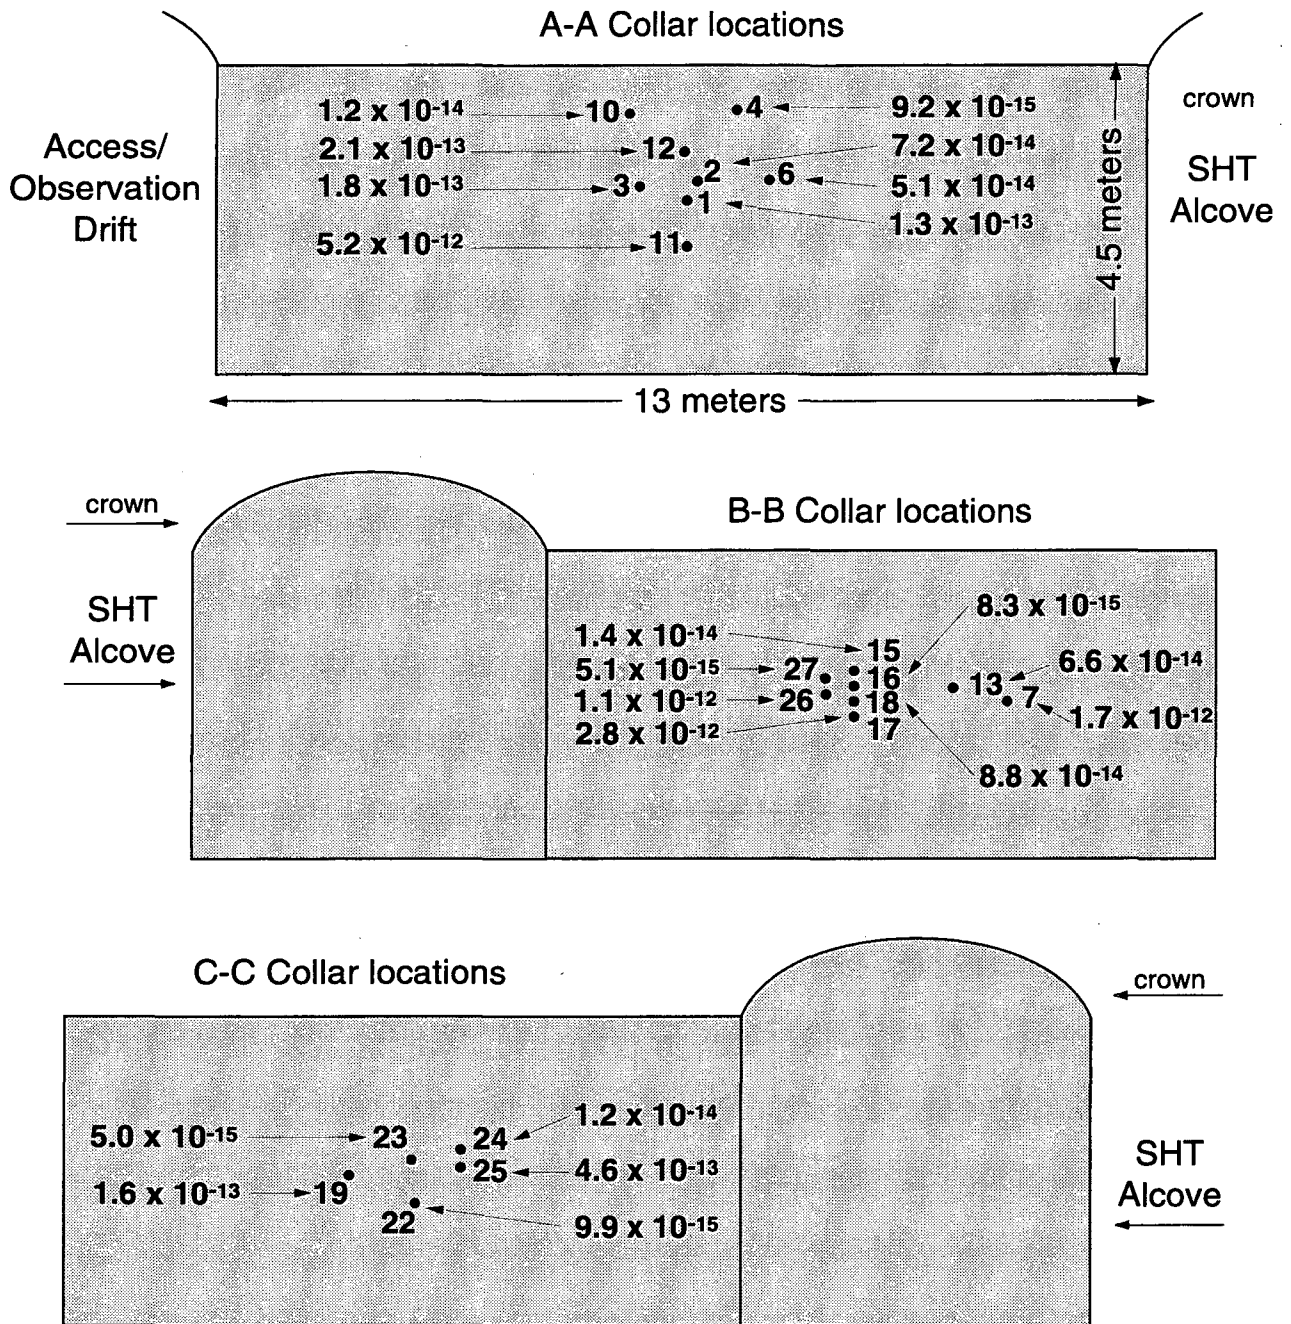 A-A Collar locations
1.2 x 10-14 10 4 9.2 x 10-15
crown
2.1 x 10-13 12 2 7.2 x 10-14
Access/
Observation
Drift
1.8 x 10-13 3 6 5.1 x 10-14
SHT
Alcove
1 1.3 x 10-13
5.2 x 10-12 11
4.5 meters
13 meters
crown
B-B Collar locations
SHT
Alcove
8.3 x 10-15
1.4 x 10-14 15
5.1 x 10-15 27 16 13 6.6 x 10-14
1.1 x 10-12 26 18 7 1.7 x 10-12
2.8 x 10-12 17
8.8 x 10-14
C-C Collar locations
crown
1.2 x 10-14
5.0 x 10-15 23 24
25 4.6 x 10-13
SHT
Alcove
1.6 x 10-13 19
22 9.9 x 10-15